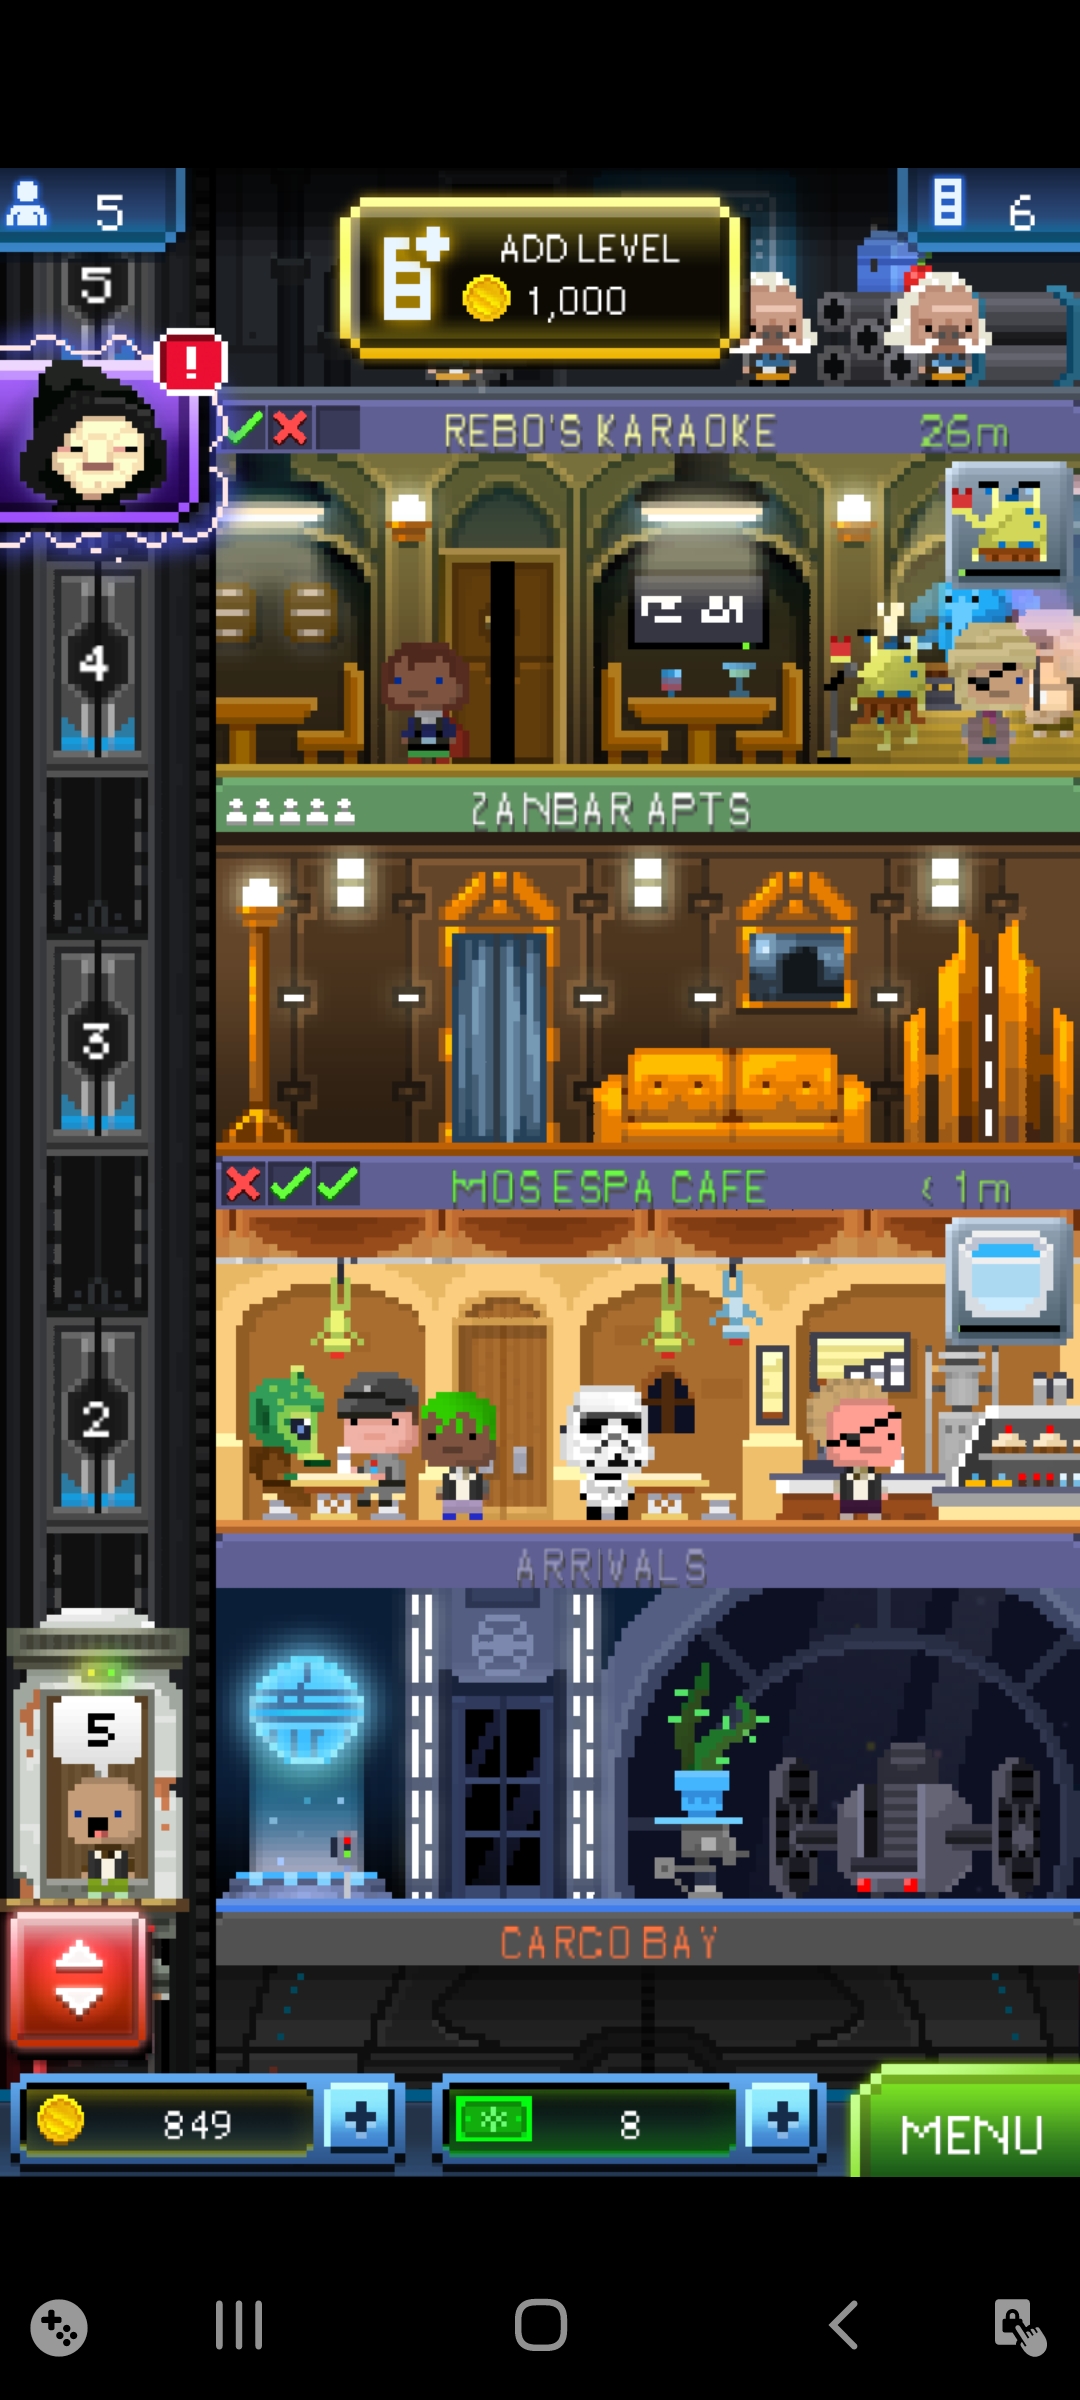 5
6
5
ADD LEVEL
1,000
!
REBO'S KARAOKE
26m
4
ZANBAR APTS
3
MOS ESPA CAFE
< 1m
2
ARRIVALS
5
CARGO BAY
849
8
MENU